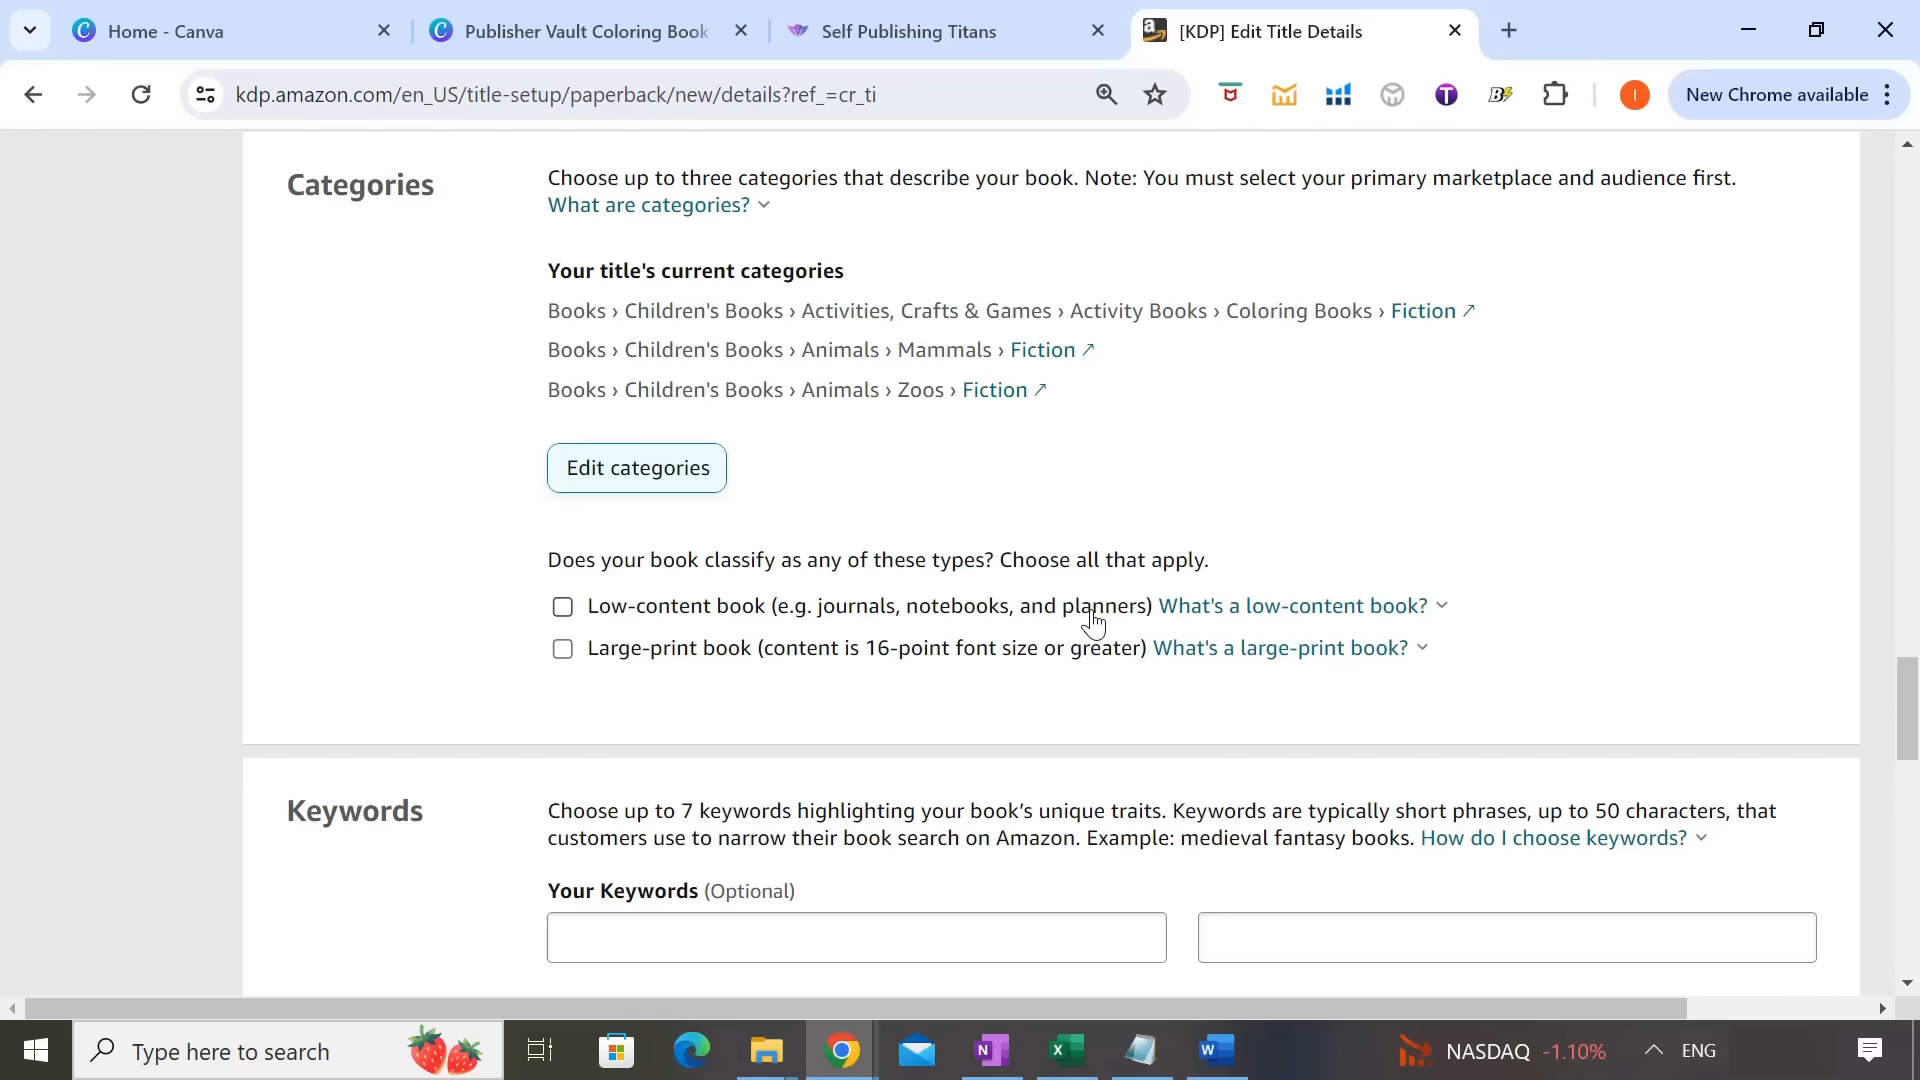 Home - Canva
Publisher Vault Coloring Book
Self Publishing Titans
[KDP] Edit Title Details
kdp.amazon.com/en_US/title-setup/paperback/new/details?ref_=cr_ti
New Chrome available
Categories
Choose up to three categories that describe your book. Note: You must select your primary marketplace and audience first.
What are categories?
Your title's current categories
Books › Children's Books › Activities, Crafts & Games › Activity Books › Coloring Books › Fiction
Books › Children's Books › Animals › Mammals › Fiction
Books › Children's Books › Animals › Zoos › Fiction
Edit categories
Does your book classify as any of these types? Choose all that apply.
Low-content book (e.g. journals, notebooks, and planners) What's a low-content book?
Large-print book (content is 16-point font size or greater) What's a large-print book?
Keywords
Choose up to 7 keywords highlighting your book’s unique traits. Keywords are typically short phrases, up to 50 characters, that
customers use to narrow their book search on Amazon. Example: medieval fantasy books. How do I choose keywords?
Your Keywords (Optional)
Type here to search
NASDAQ -1.10%
ENG